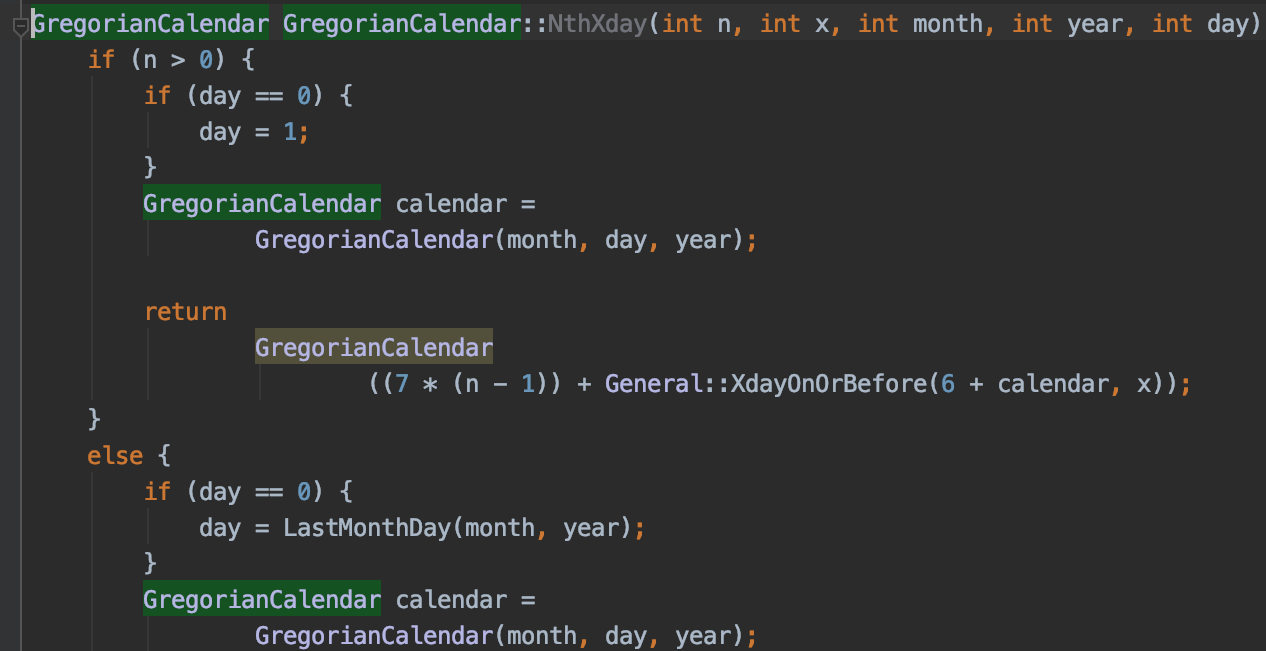 GregorianCalendar GregorianCalendar::NthXday(int n, int x, int month, int year, int day)
if (n > 0) {
if (day == 0) {
day = 1;
}
GregorianCalendar calendar =
GregorianCalendar(month, day, year);
return
GregorianCalendar
((7 * (n - 1)) + General::XdayOnOrBefore(6 + calendar, x));
}
else {
if (day == 0) {
day = LastMonthDay(month, year);
}
GregorianCalendar calendar =
GregorianCalendar(month, day, year);